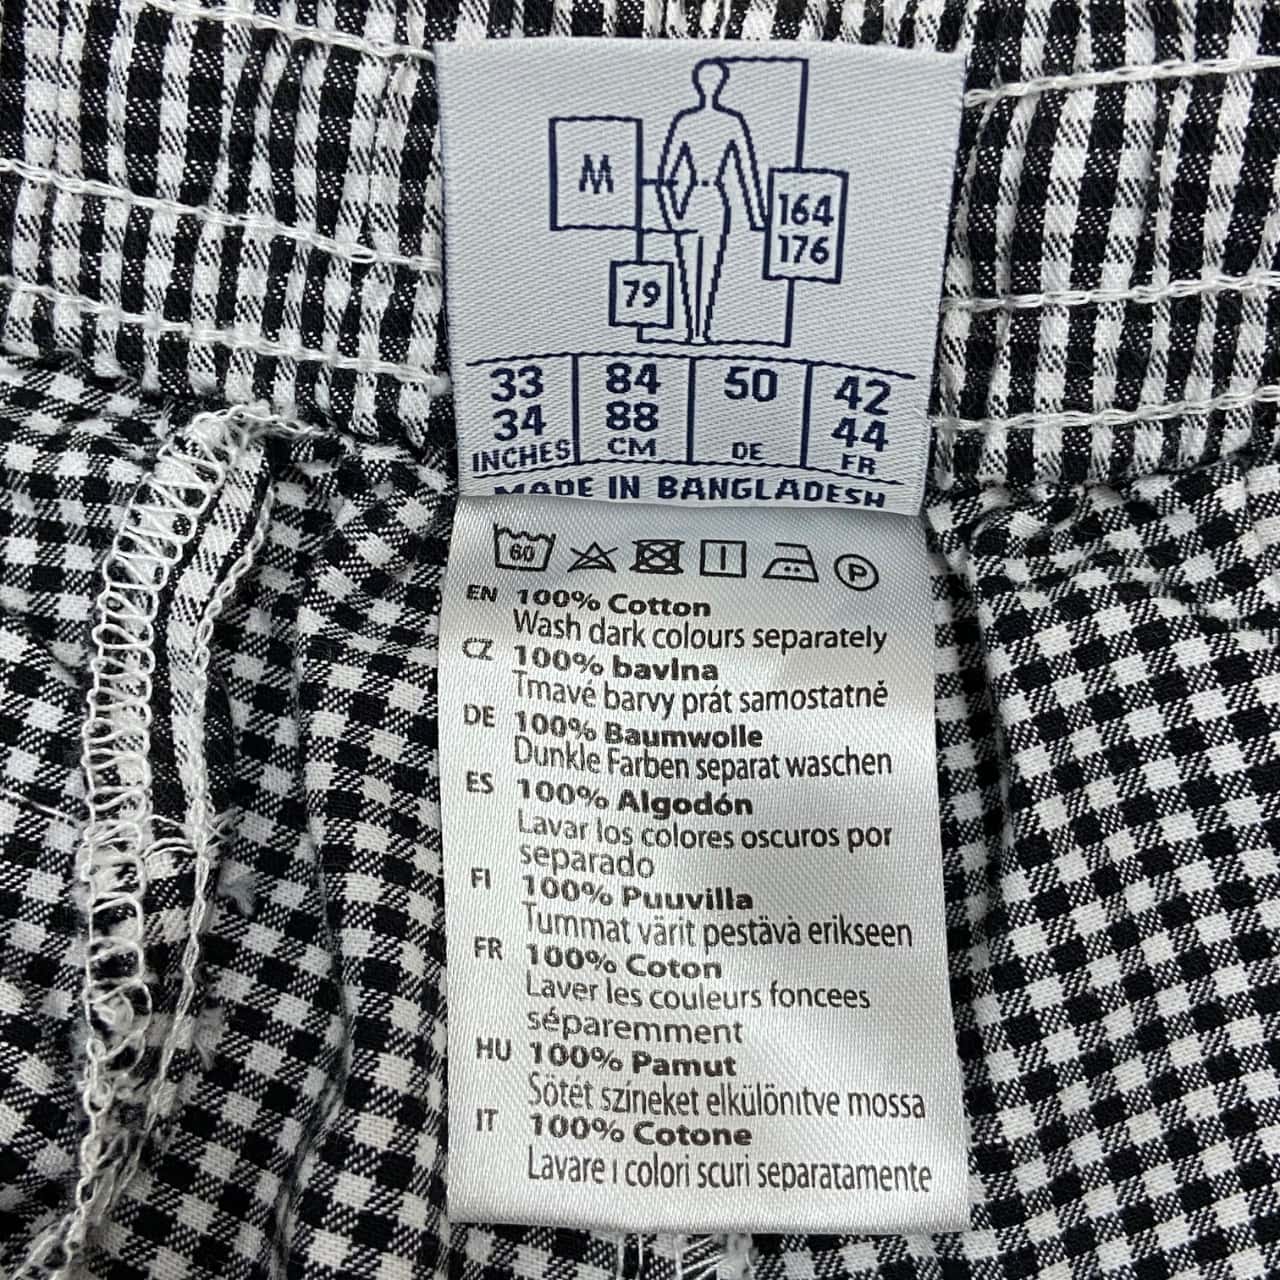 M
164
176
79
33 84 50 42
34 88 44
INCHES CM DE FR
MADE IN BANGLADESH
60 P
EN 100% Cotton
Wash dark colours separately
CZ 100% bavlna
Tmavé barvy prát samostatně
DE 100% Baumwolle
Dunkle Farben separat waschen
ES 100% Algodón
Lavar los colores oscuros por
separado
FI 100% Puuvilla
Tummat värit pestävä erikseen
FR 100% Coton
Laver les couleurs foncees
séparemment
HU 100% Pamut
Sötét színeket elkülönítve mossa
IT 100% Cotone
Lavare i colori scuri separatamente